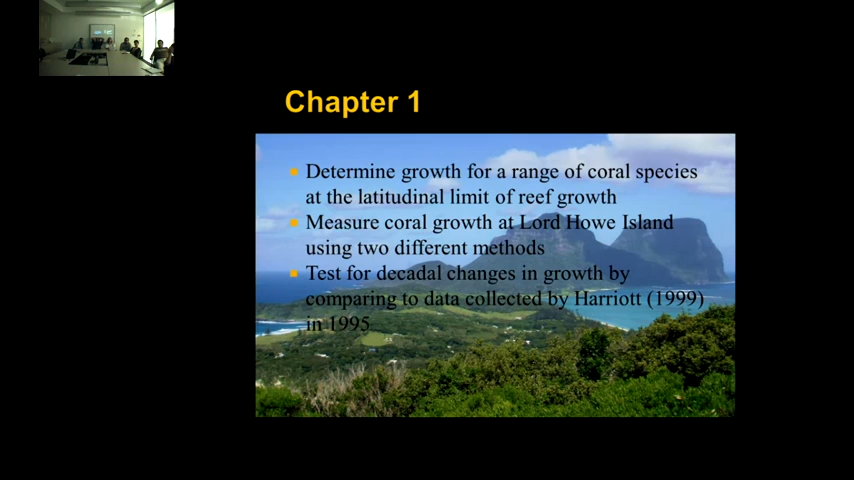 Chapter 1
Determine growth for a range of coral species
at the latitudinal limit of reef growth
Measure coral growth at Lord Howe Island
using two different methods
Test for decadal changes in growth by
comparing to data collected by Harriott (1999)
in 1995